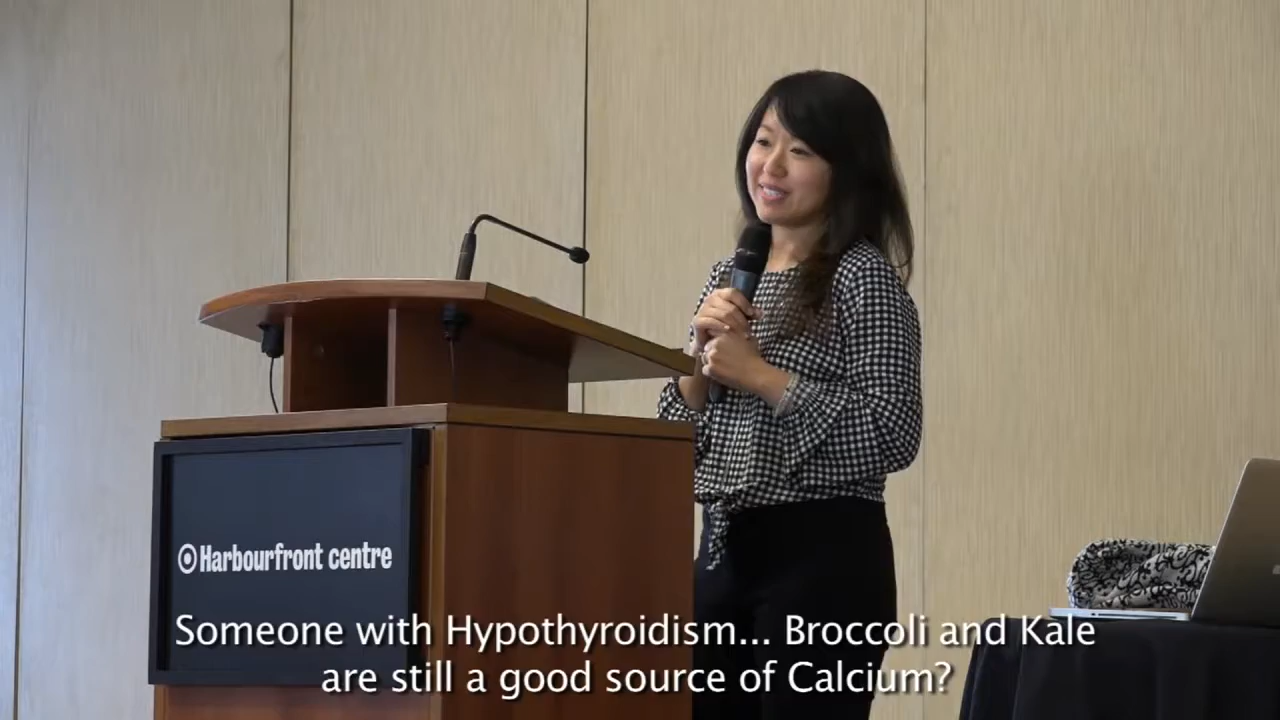 Harbourfront centre
Someone with Hypothyroidism... Broccoli and Kale
are still a good source of Calcium?